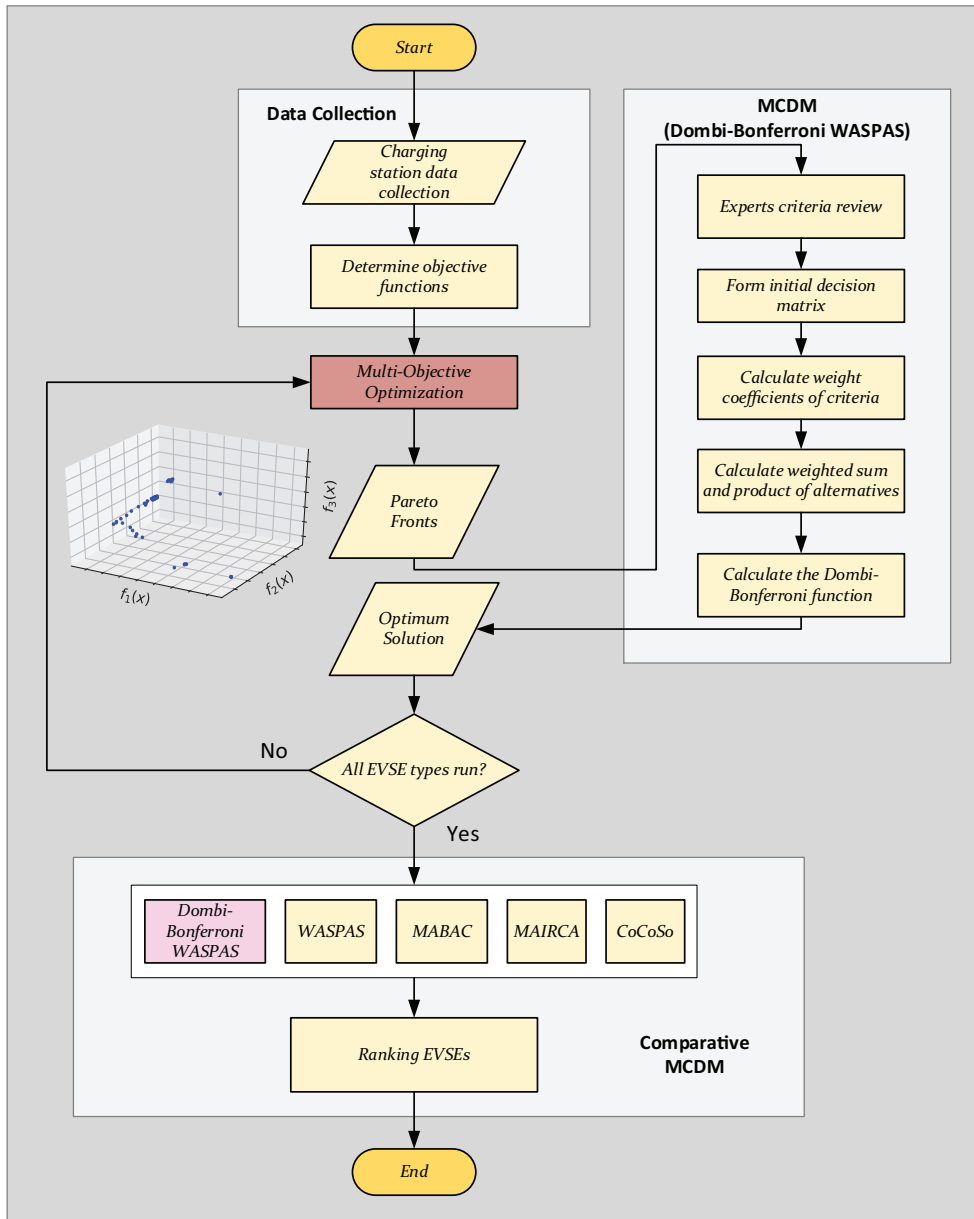 Start
Data Collection
Charging
station data
collection
Determine objective
functions
Multi-Objective
Optimization
f₃(x)
f₁(x)
f₂(x)
Pareto
Fronts
MCDM
(Dombi-Bonferroni WASPAS)
Experts criteria review
Form initial decision
matrix
Calculate weight
coefficients of criteria
Calculate weighted sum
and product of alternatives
Calculate the Dombi-
Bonferroni function
Optimum
Solution
All EVSE types run?
No
Yes
Dombi-
Bonferroni
WASPAS
WASPAS
MABAC
MAIRCA
CoCoSo
Ranking EVSEs
Comparative
MCDM
End